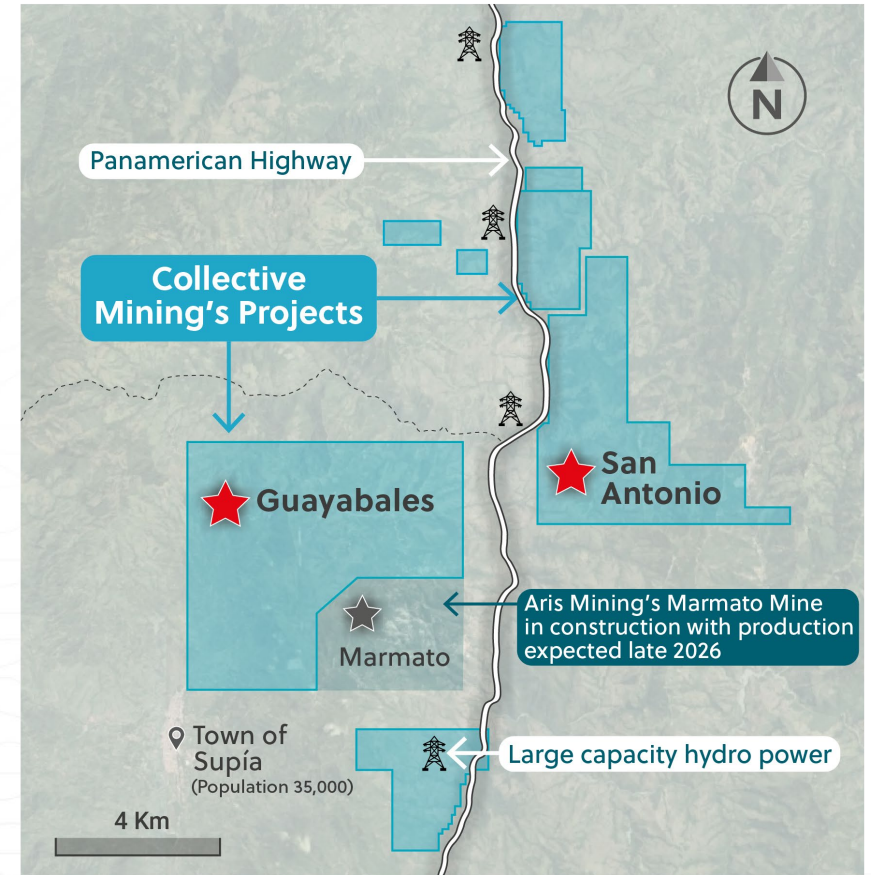 N
Panamerican Highway
Collective
Mining's Projects
San
Antonio
Guayabales
Aris Mining's Marmato Mine
in construction with production
expected late 2026
Marmato
Town of
Supía
(Population 35,000)
Large capacity hydro power
4 Km